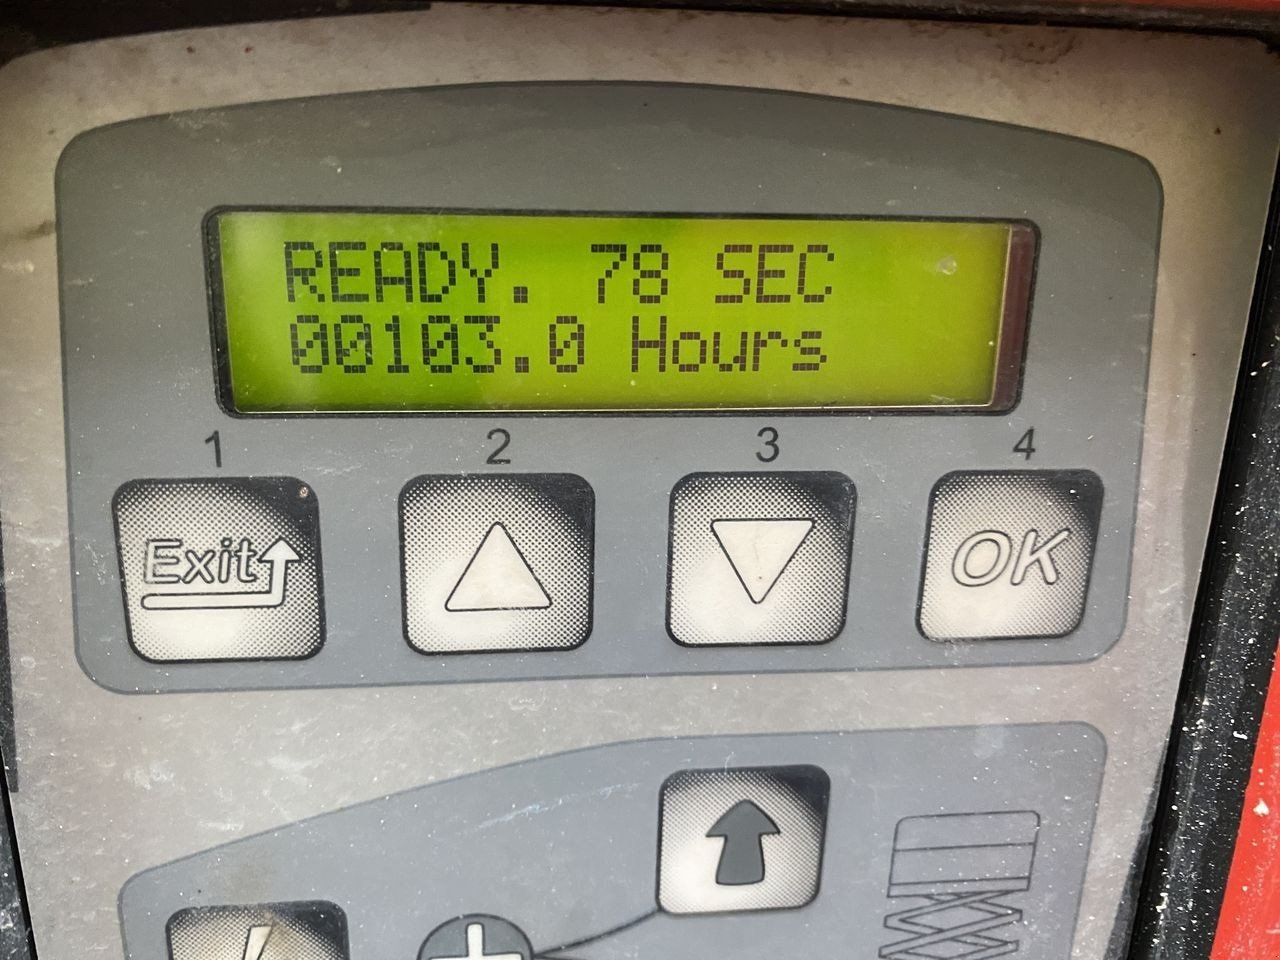 READY. 78 SEC
00103.0 Hours
1 2 3 4
Exit OK